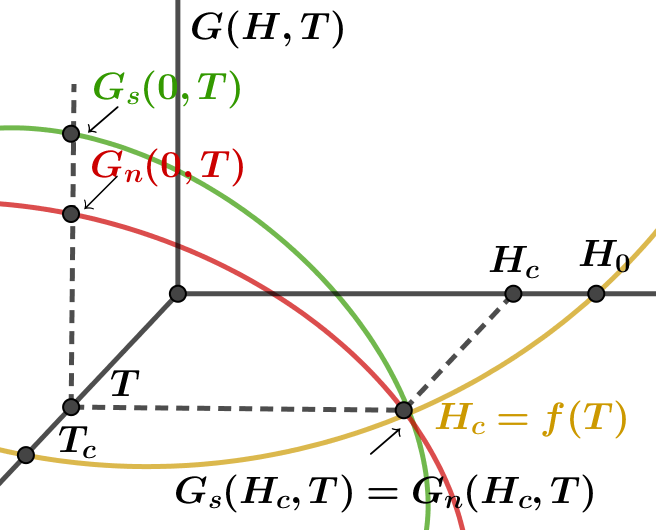 G(H, T)
G_s(0, T)
G_n(0, T)
H_c
H_0
T
T_c
H_c = f(T)
G_s(H_c, T) = G_n(H_c, T)